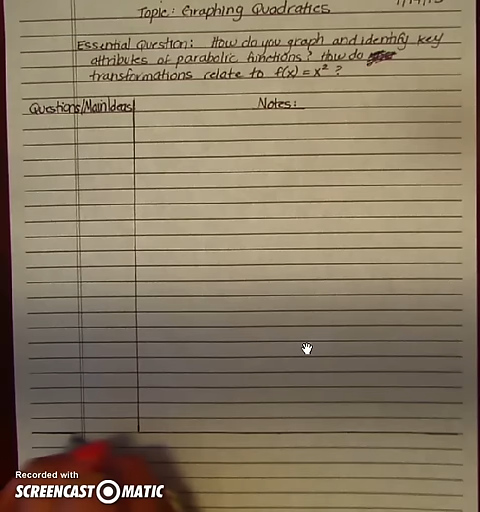 Topic: Graphing Quadratics
Essential Question: How do you graph and identify key
attributes of parabolic functions? How do
transformations relate to f(x) = x² ?
Questions/Main Ideas Notes:
Recorded with
SCREENCAST-O-MATIC